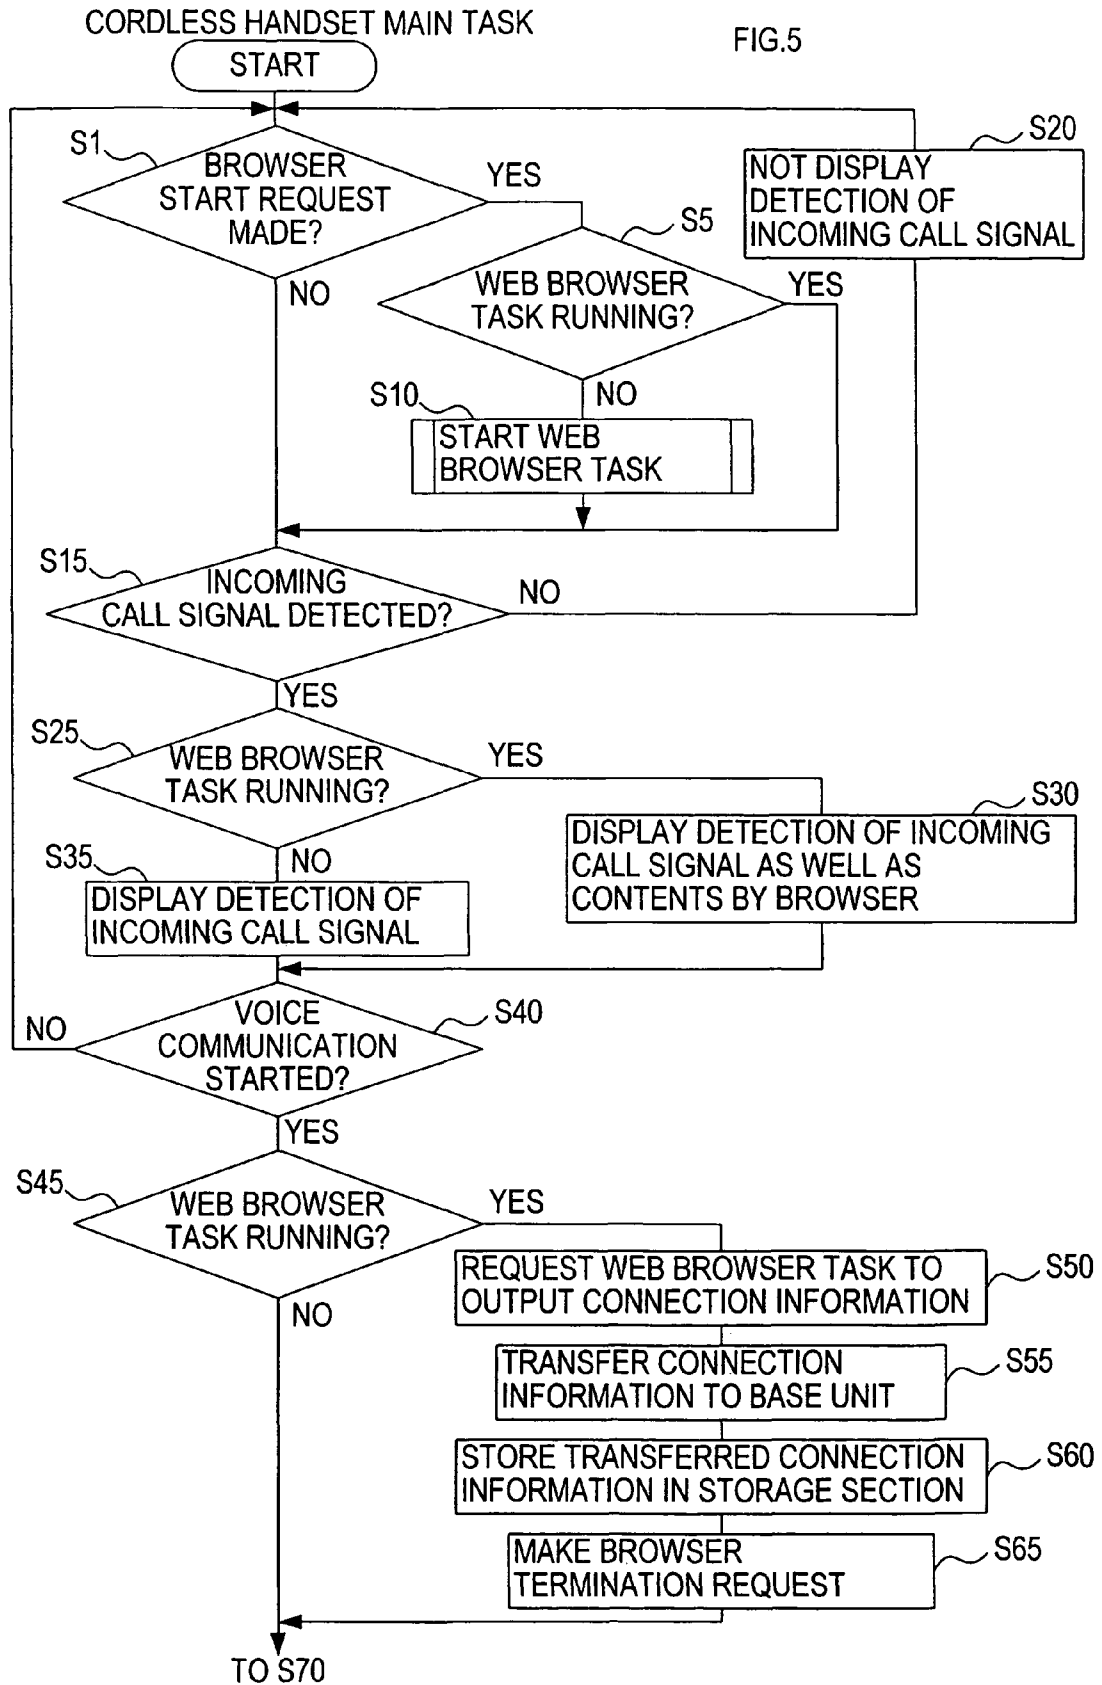 CORDLESS HANDSET MAIN TASK
FIG.5
START
S1
BROWSER
START REQUEST
MADE?
YES
NO
S20
NOT DISPLAY
DETECTION OF
INCOMING CALL SIGNAL
S5
WEB BROWSER
TASK RUNNING?
YES
NO
S10
START WEB
BROWSER TASK
S15
INCOMING
CALL SIGNAL DETECTED?
NO
YES
S25
WEB BROWSER
TASK RUNNING?
YES
NO
S30
DISPLAY DETECTION OF INCOMING
CALL SIGNAL AS WELL AS
CONTENTS BY BROWSER
S35
DISPLAY DETECTION OF
INCOMING CALL SIGNAL
S40
VOICE
COMMUNICATION
STARTED?
NO
YES
S45
WEB BROWSER
TASK RUNNING?
YES
NO
S50
REQUEST WEB BROWSER TASK TO
OUTPUT CONNECTION INFORMATION
S55
TRANSFER CONNECTION
INFORMATION TO BASE UNIT
S60
STORE TRANSFERRED CONNECTION
INFORMATION IN STORAGE SECTION
S65
MAKE BROWSER
TERMINATION REQUEST
TO S70